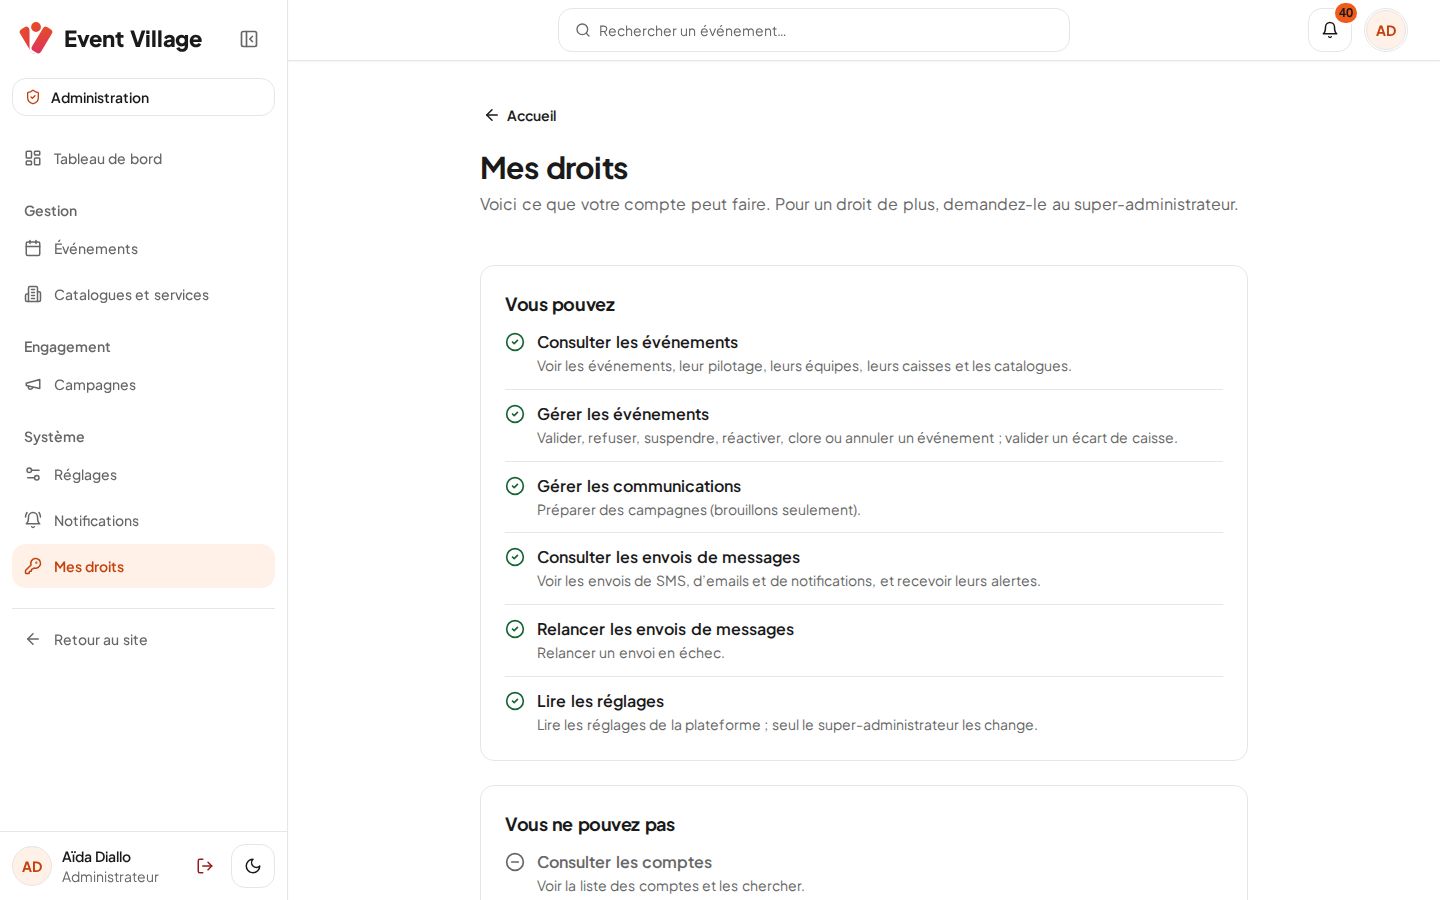 Event Village
Rechercher un événement…
40
AD
Administration
Tableau de bord
Gestion
Événements
Catalogues et services
Engagement
Campagnes
Système
Réglages
Notifications
Mes droits
Retour au site
AD
Aïda Diallo
Administrateur
Accueil
Mes droits
Voici ce que votre compte peut faire. Pour un droit de plus, demandez-le au super-administrateur.
Vous pouvez
Consulter les événements
Voir les événements, leur pilotage, leurs équipes, leurs caisses et les catalogues.
Gérer les événements
Valider, refuser, suspendre, réactiver, clore ou annuler un événement ; valider un écart de caisse.
Gérer les communications
Préparer des campagnes (brouillons seulement).
Consulter les envois de messages
Voir les envois de SMS, d’emails et de notifications, et recevoir leurs alertes.
Relancer les envois de messages
Relancer un envoi en échec.
Lire les réglages
Lire les réglages de la plateforme ; seul le super-administrateur les change.
Vous ne pouvez pas
Consulter les comptes
Voir la liste des comptes et les chercher.